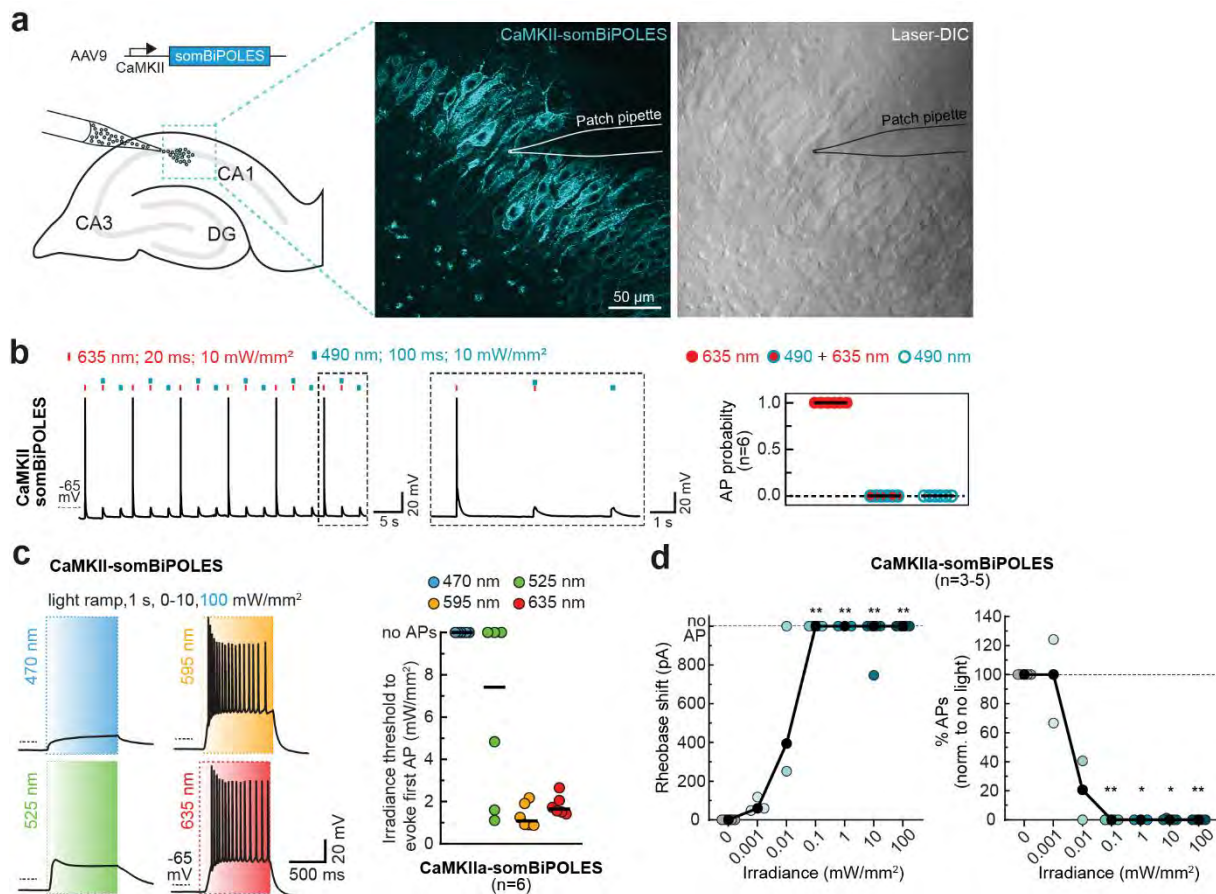 a
AAV9
CaMKII
somBiPOLES
CA1
CA3
DG
CaMKII-somBiPOLES
Patch pipette
50 µm
Laser-DIC
Patch pipette
b
635 nm; 20 ms; 10 mW/mm²
490 nm; 100 ms; 10 mW/mm²
CaMKII
somBiPOLES
-65
mV
20 mV
5 s
20 mV
1 s
635 nm
490 + 635 nm
490 nm
AP probability
(n=6)
1.0
0.5
0.0
c
CaMKII-somBiPOLES
light ramp,1 s, 0-10,100 mW/mm²
470 nm
595 nm
525 nm
635 nm
-65
mV
20 mV
500 ms
470 nm
525 nm
595 nm
635 nm
Irradiance threshold to
evoke first AP (mW/mm²)
no APs
8
6
4
2
0
CaMKIIa-somBiPOLES
(n=6)
d
CaMKIIa-somBiPOLES
(n=3-5)
Rheobase shift (pA)
no
AP
800
600
400
200
0
** ** ** **
0
0.001
0.01
0.1
1
10
100
Irradiance (mW/mm²)
% APs
(norm. to no light)
140
120
100
80
60
40
20
0
** * * **
0
0.001
0.01
0.1
1
10
100
Irradiance (mW/mm²)